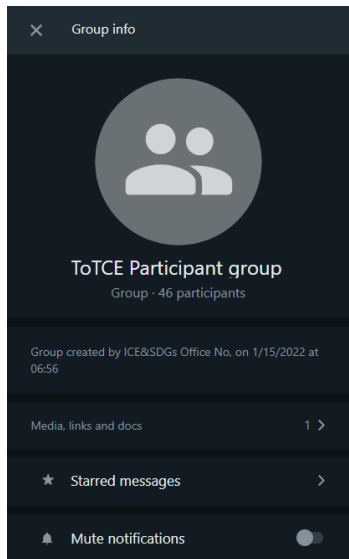 Group info
ToTCE Participant group
Group · 46 participants
Group created by ICE&SDGs Office No, on 1/15/2022 at
06:56
Media, links and docs 1
Starred messages
Mute notifications